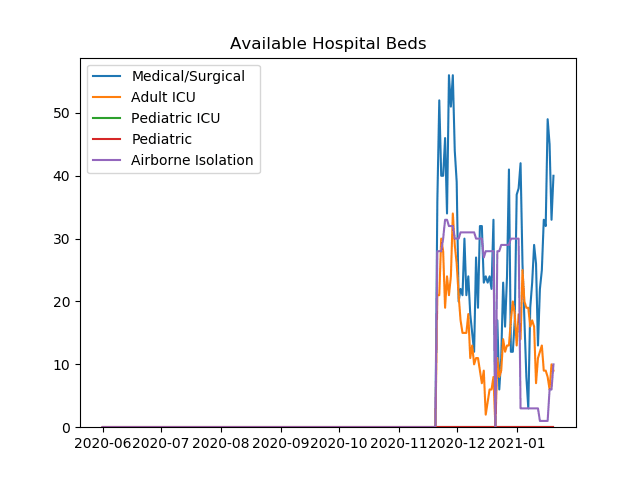 Available Hospital Beds
Medical/Surgical
Adult ICU
Pediatric ICU
Pediatric
Airborne Isolation
50
40
30
20
10
0
2020-06 2020-07 2020-08 2020-09 2020-10 2020-11 2020-12 2021-01